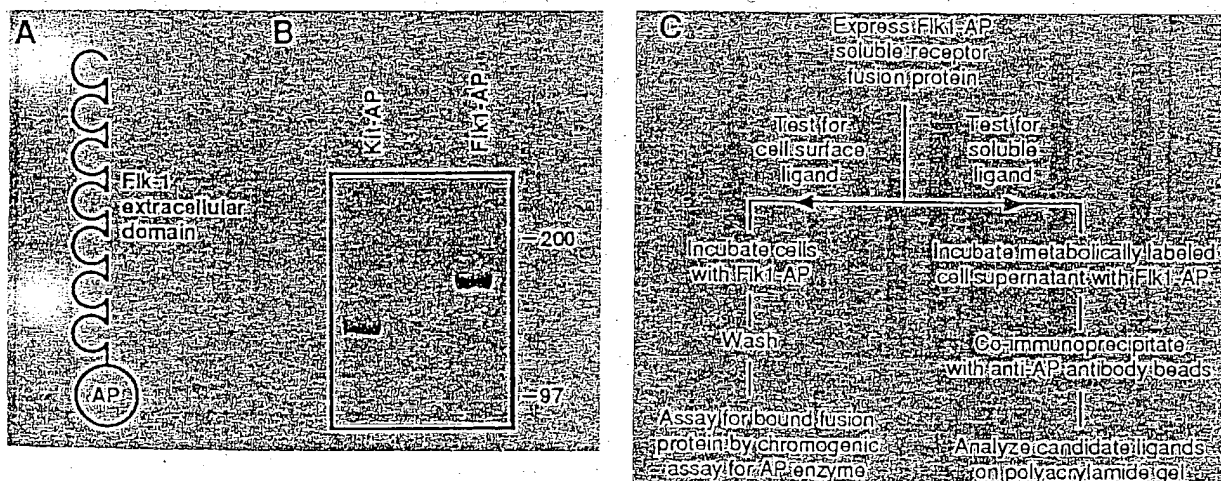 A
Flk-1
extracellular
domain
AP
B
Kit-AP
Flk1-AP
200
97
C
Express Flk1-AP
soluble receptor
fusion protein
Test for
cell surface
ligand
Test for
soluble
ligand
Incubate cells
with Flk1-AP
Wash
Assay for bound fusion
protein by chromogenic
assay for AP enzyme
Incubate metabolically labeled
cell supernatant with Flk1-AP
Co-immunoprecipitate
with anti-AP antibody beads
Analyze candidate ligands
on polyacrylamide gel